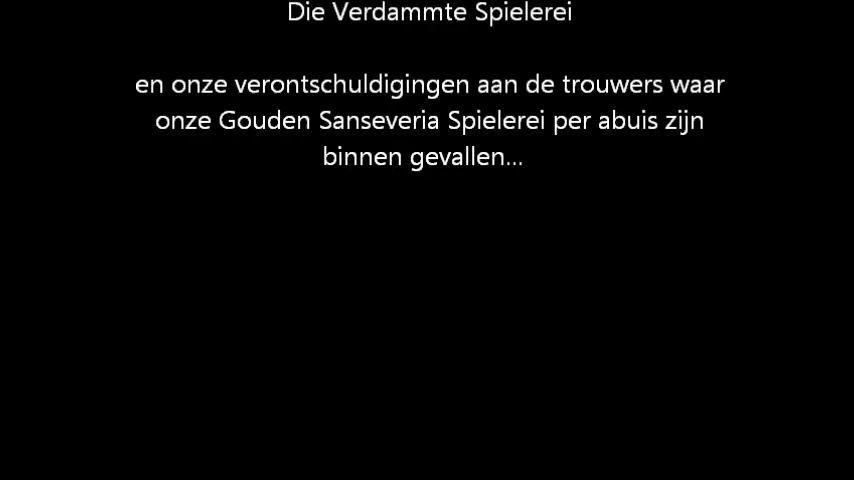 Die Verdammte Spielerei
en onze verontschuldigingen aan de trouwers waar
onze Gouden Sanseveria Spielerei per abuis zijn
binnen gevallen...